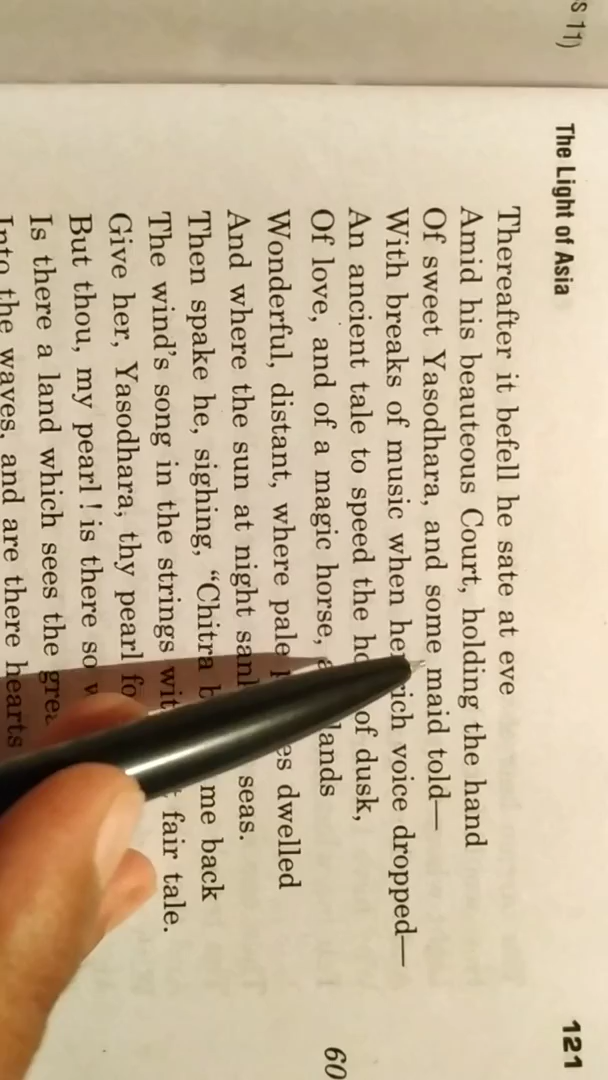 s 11)
The Light of Asia 121
Thereafter it befell he sate at eve
Amid his beauteous Court, holding the hand
Of sweet Yasodhara, and some maid told—
With breaks of music when her rich voice dropped—
An ancient tale to speed the of dusk,
Of love, and of a magic horse, lands 60
Wonderful, distant, where pale dwelled
And where the sun at night seas.
Then spake he, sighing, “Chitra me back
The wind's song in the strings fair tale.
Give her, Yasodhara, thy pearl
But thou, my pearl ! is there so
Is there a land which sees the
Into the waves, and are there hearts